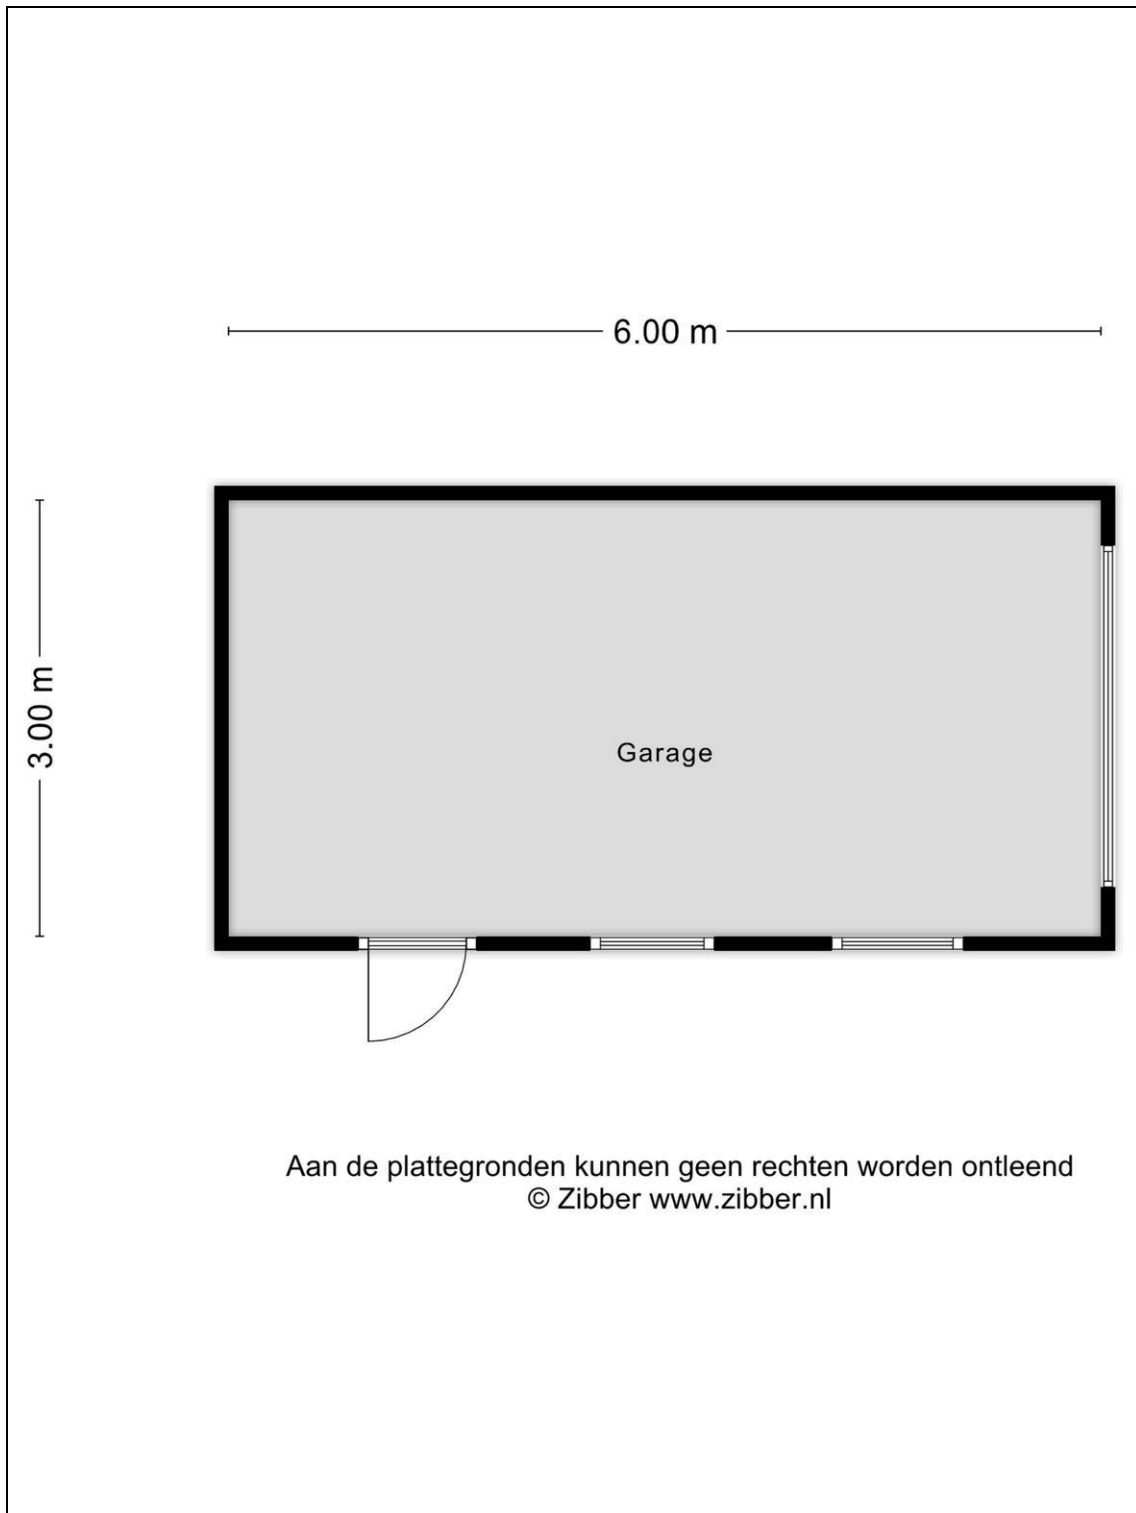 6.00 m
3.00 m
Garage
Aan de plattegronden kunnen geen rechten worden ontleend
© Zibber www.zibber.nl